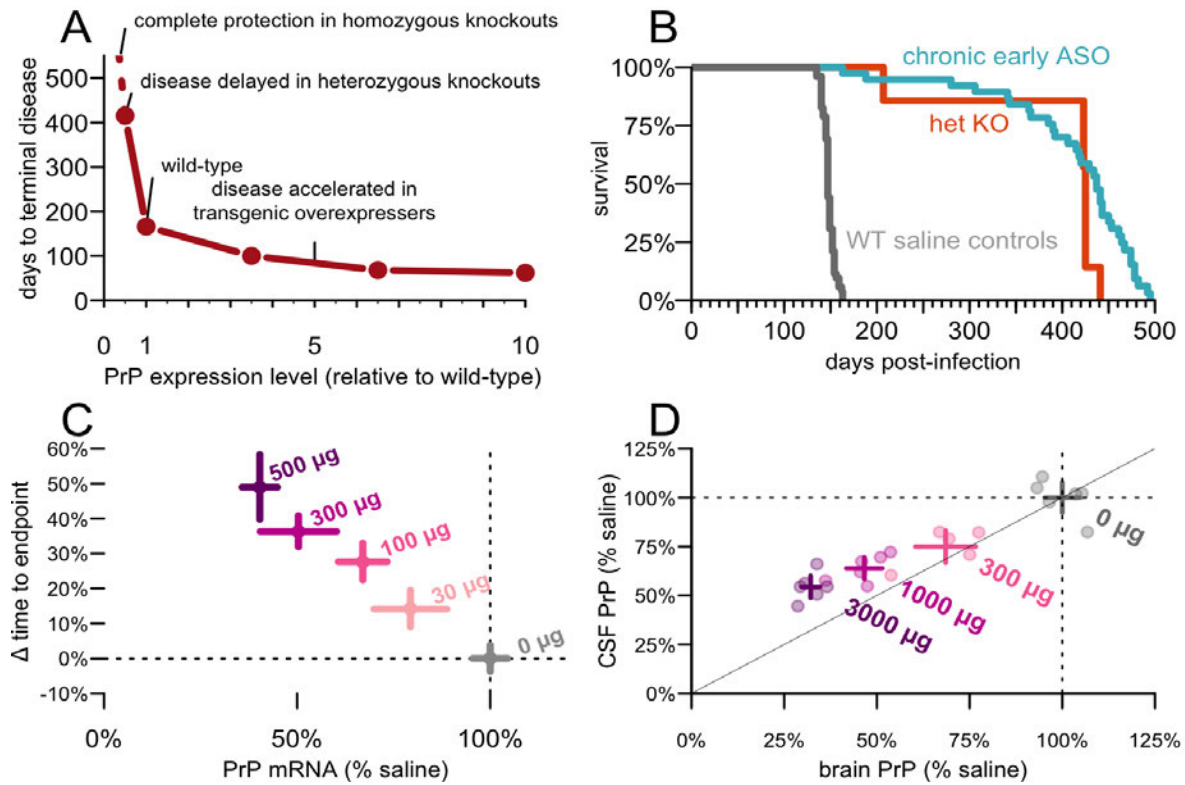 A
complete protection in homozygous knockouts
disease delayed in heterozygous knockouts
wild-type
disease accelerated in
transgenic overexpressers
days to terminal disease
500
400
300
200
100
0
0
1
5
10
PrP expression level (relative to wild-type)
B
chronic early ASO
het KO
WT saline controls
survival
100%
75%
50%
25%
0%
0
100
200
300
400
500
days post-infection
C
Δ time to endpoint
60%
50%
40%
30%
20%
10%
0%
-10%
500 µg
300 µg
100 µg
30 µg
0 µg
0%
50%
100%
PrP mRNA (% saline)
D
CSF PrP (% saline)
125%
100%
75%
50%
25%
0%
0 µg
300 µg
1000 µg
3000 µg
0%
25%
50%
75%
100%
125%
brain PrP (% saline)